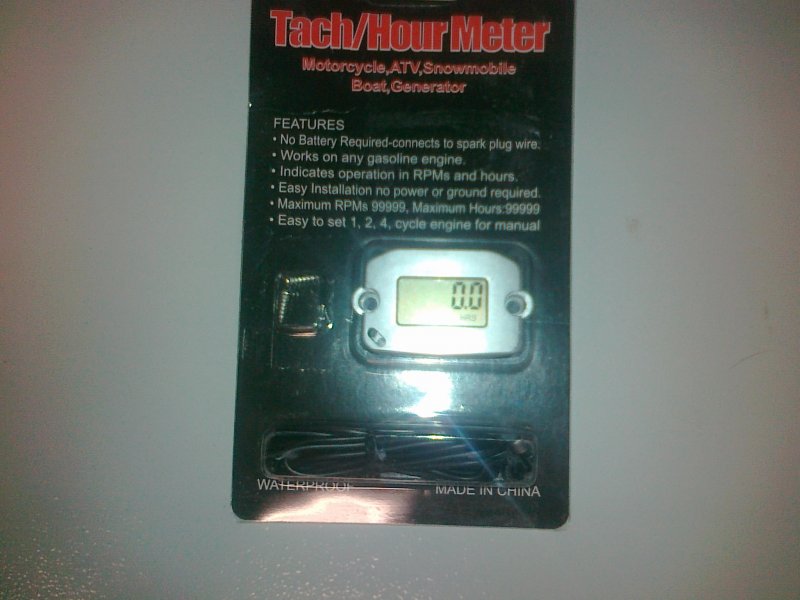 Tach/Hour Meter
Motorcycle,ATV,Snowmobile
Boat,Generator
FEATURES
• No Battery Required-connects to spark plug wire.
• Works on any gasoline engine.
• Indicates operation in RPMs and hours.
• Easy Installation no power or ground required.
• Maximum RPMs 99999, Maximum Hours:99999
• Easy to set 1, 2, 4, cycle engine for manual
0.0
HRS
WATERPROOF
MADE IN CHINA